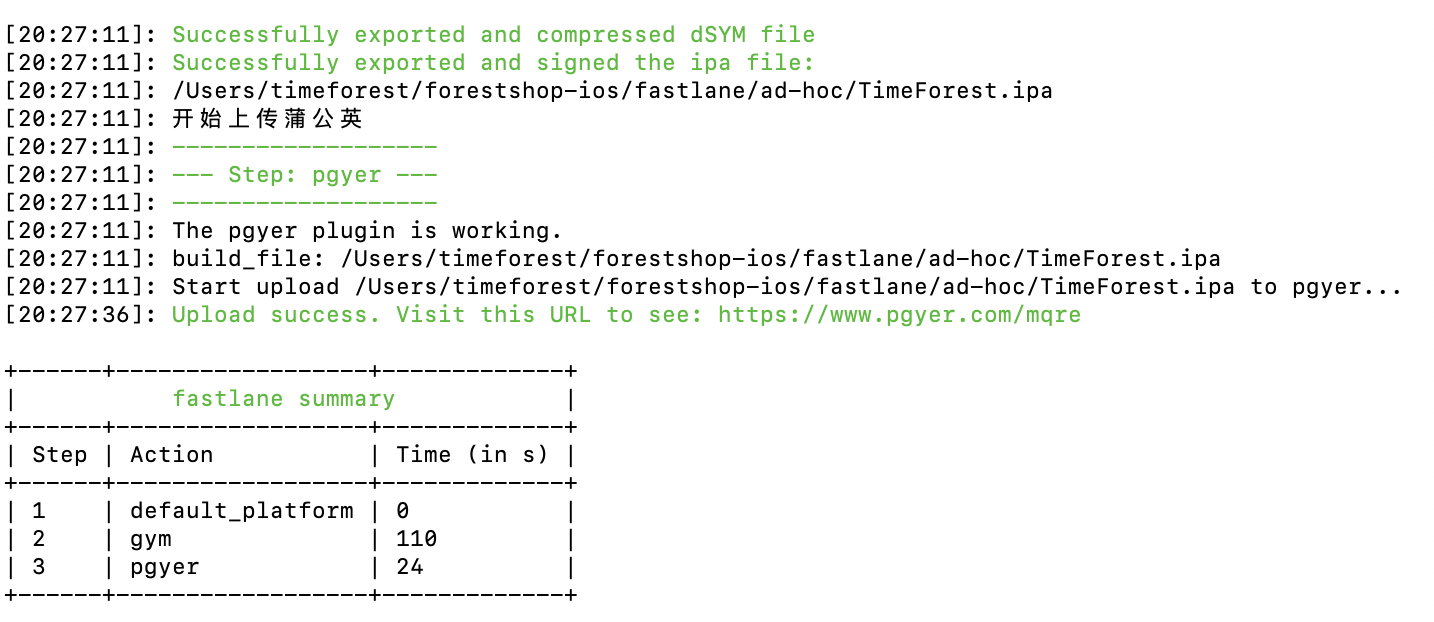 [20:27:11]: Successfully exported and compressed dSYM file
[20:27:11]: Successfully exported and signed the ipa file:
[20:27:11]: /Users/timeforest/forestshop-ios/fastlane/ad-hoc/TimeForest.ipa
[20:27:11]: 开始上传蒲公英
[20:27:11]: -------------------
[20:27:11]: --- Step: pgyer ---
[20:27:11]: -------------------
[20:27:11]: The pgyer plugin is working.
[20:27:11]: build_file: /Users/timeforest/forestshop-ios/fastlane/ad-hoc/TimeForest.ipa
[20:27:11]: Start upload /Users/timeforest/forestshop-ios/fastlane/ad-hoc/TimeForest.ipa to pgyer...
[20:27:36]: Upload success. Visit this URL to see: https://www.pgyer.com/mqre
+------+------------------+-------------+
|           fastlane summary            |
+------+------------------+-------------+
| Step | Action           | Time (in s) |
+------+------------------+-------------+
| 1    | default_platform | 0           |
| 2    | gym              | 110         |
| 3    | pgyer            | 24          |
+------+------------------+-------------+